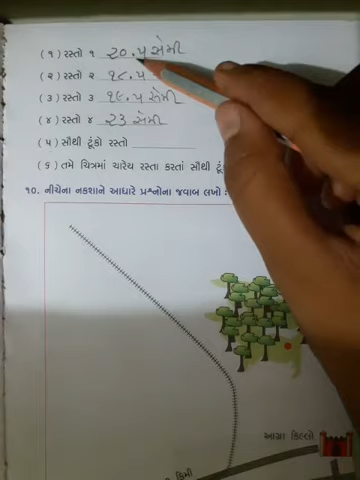 (૧) રસ્તો ૧ ૨૦.૫ સેમી
(૨) રસ્તો ૨ ૧૮.૫
(૩) રસ્તો ૩ ૧૯.૫ સેમી
(૪) રસ્તો ૪ ૨૩ સેમી
(૫) સૌથી ટૂંકો રસ્તો
(૬) તમે ચિત્રમાં ચારેય રસ્તા કરતાં સૌથી
૧૦. નીચેના નકશાને આધારે પ્રશ્નોના જવાબ લખો :
આગ્રા કિલ્લો
કિમી